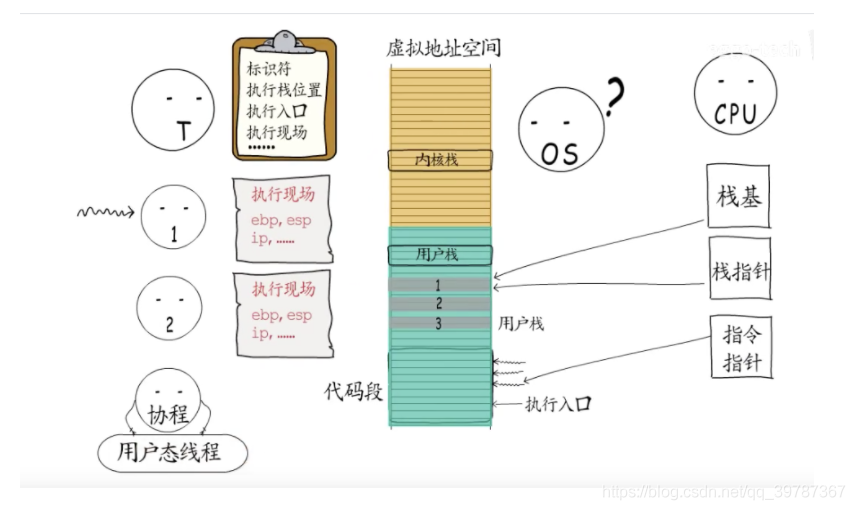 虚拟地址空间
标识符
执行栈位置
执行入口
执行现场
......
T
OS
?
CPU
内核栈
执行现场
ebp, esp
ip, ......
1
栈基
用户栈
1
2
3
用户栈
栈指针
执行现场
ebp, esp
ip, ......
2
指令
指针
代码段
执行入口
协程
用户态线程
https://blog.csdn.net/qq_39787367